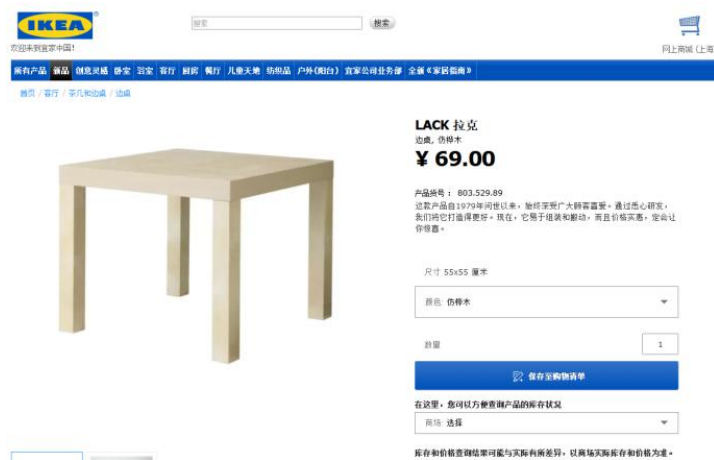 IKEA
搜索
搜索
欢迎来到宜家中国!
网上商城 (上海
所有产品 新品 创意灵感 卧室 浴室 客厅 厨房 餐厅 儿童天地 纺织品 户外(阳台) 宜家公司业务部 全新《家居指南》
首页 / 客厅 / 茶几和边桌 / 边桌
LACK 拉克
边桌, 仿桦木
¥ 69.00
产品货号： 803.529.89
这款产品自1979年问世以来，始终深受广大顾客喜爱。通过悉心研发，
我们将它打造得更好。现在，它易于组装和搬动，而且价格实惠，定会让
你惊喜。
尺寸 55x55 厘米
颜色: 仿桦木
数量
1
保存至购物清单
在这里，您可以方便查询产品的库存状况
商场: 选择
库存和价格查询结果可能与实际有所差异，以商场实际库存和价格为准。